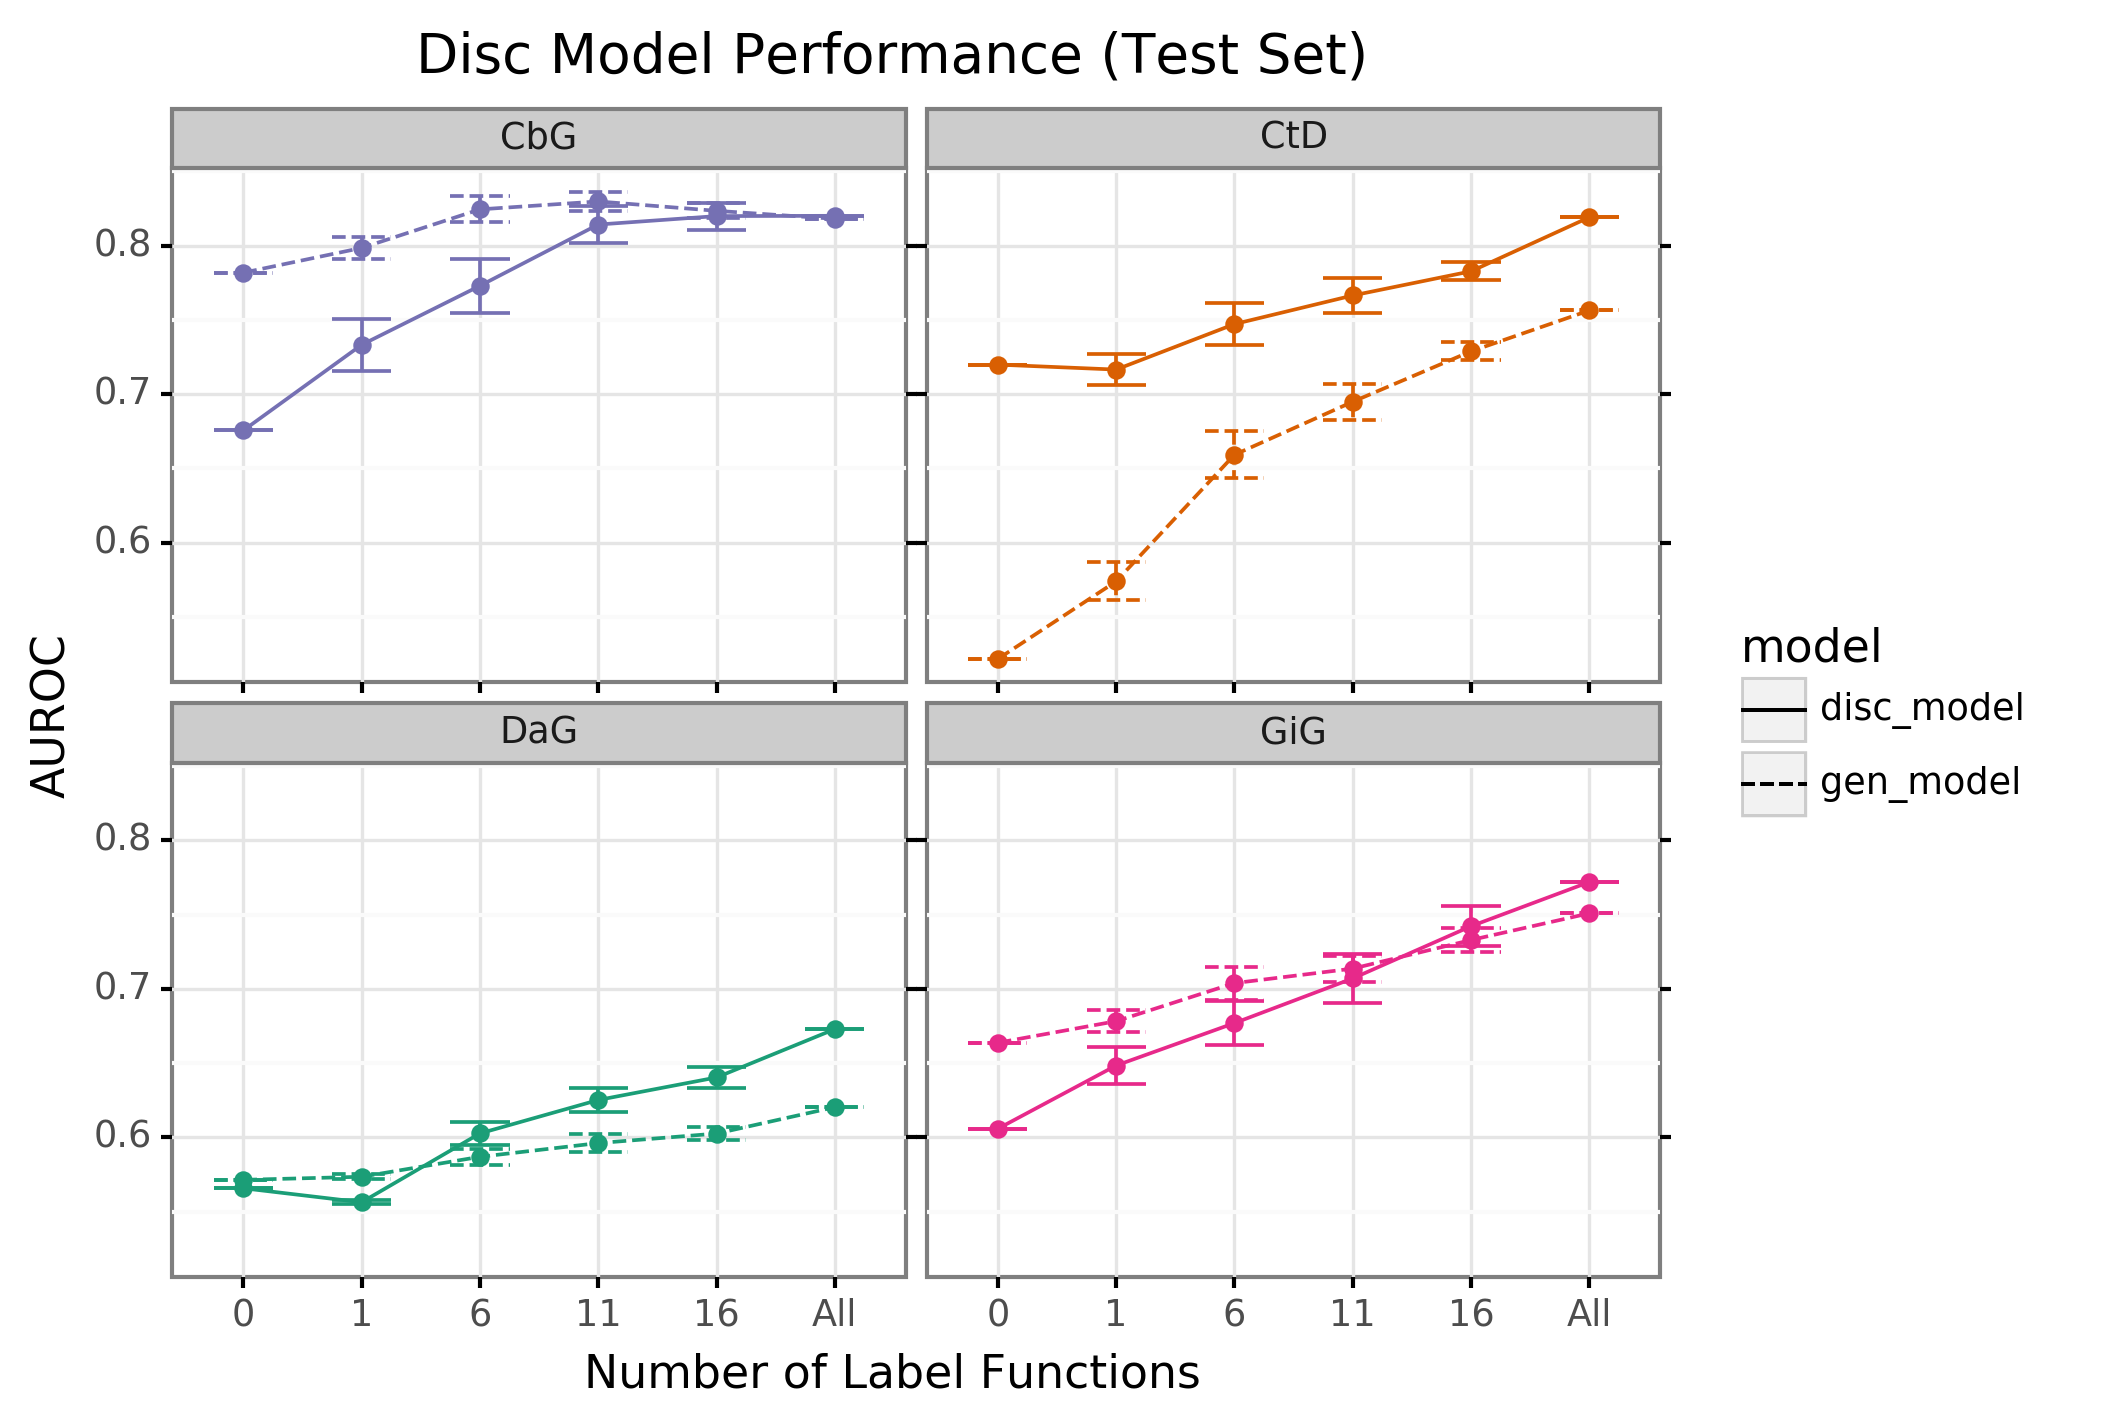 Disc Model Performance (Test Set)
CbG
CtD
0.8
0.7
0.6
DaG
GiG
0.8
0.7
0.6
0 1 6 11 16 All
0 1 6 11 16 All
Number of Label Functions
AUROC
model
disc_model
gen_model